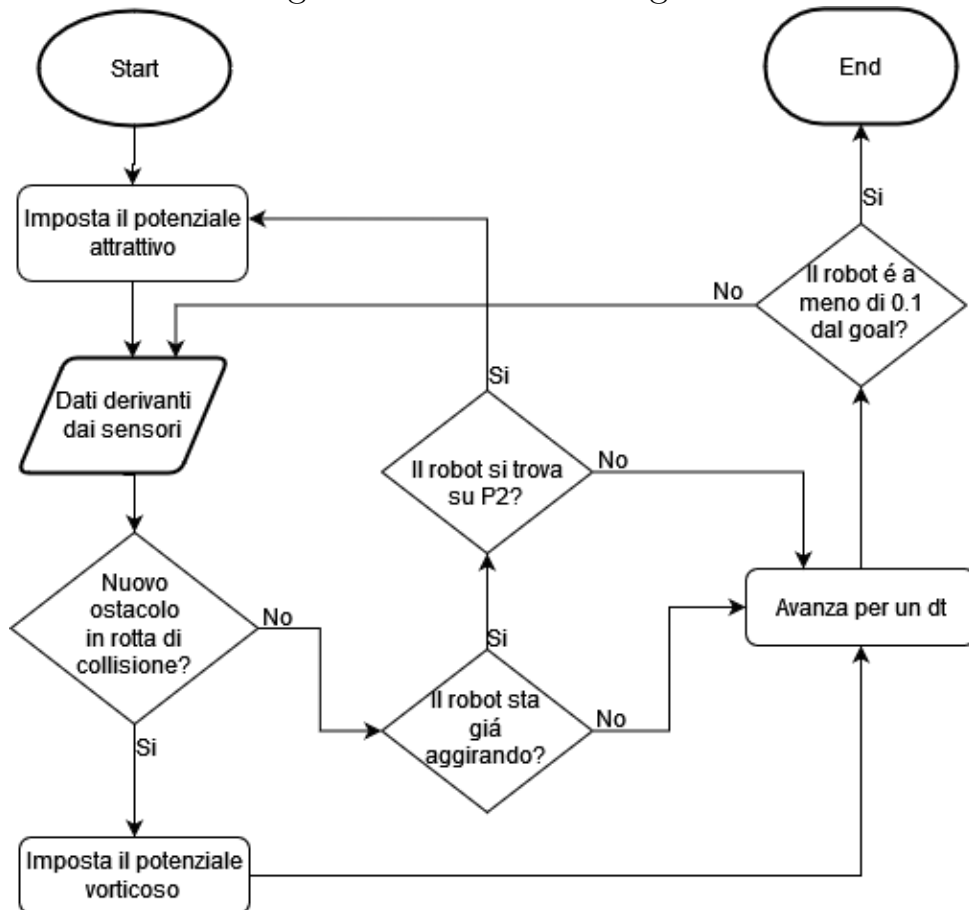 Start
End
Imposta il potenziale
attrattivo
Si
Il robot é a
meno di 0.1
dal goal?
No
Dati derivanti
dai sensori
Si
Il robot si trova
su P2?
No
Nuovo
ostacolo
in rotta di
collisione?
No
Avanza per un dt
Si
Il robot sta
giá
aggirando?
No
Si
Imposta il potenziale
vorticoso